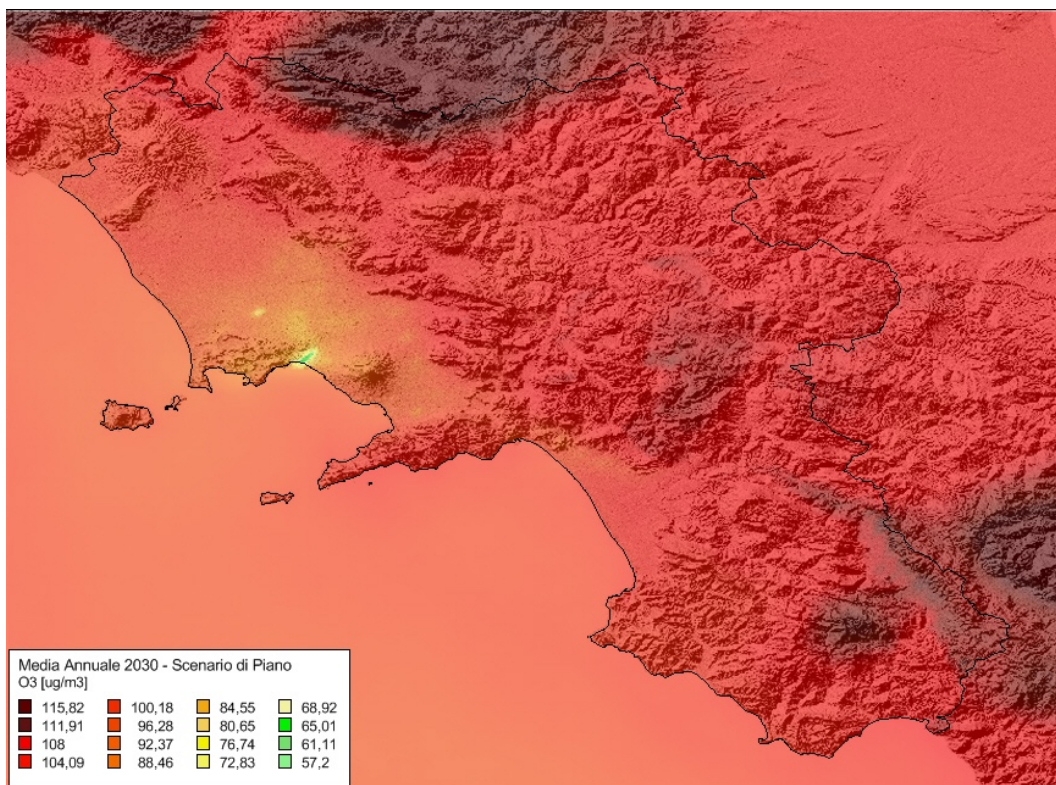 Media Annuale 2030 - Scenario di Piano
O3 [ug/m3]
115,82 100,18 84,55 68,92
111,91 96,28 80,65 65,01
108 92,37 76,74 61,11
104,09 88,46 72,83 57,2